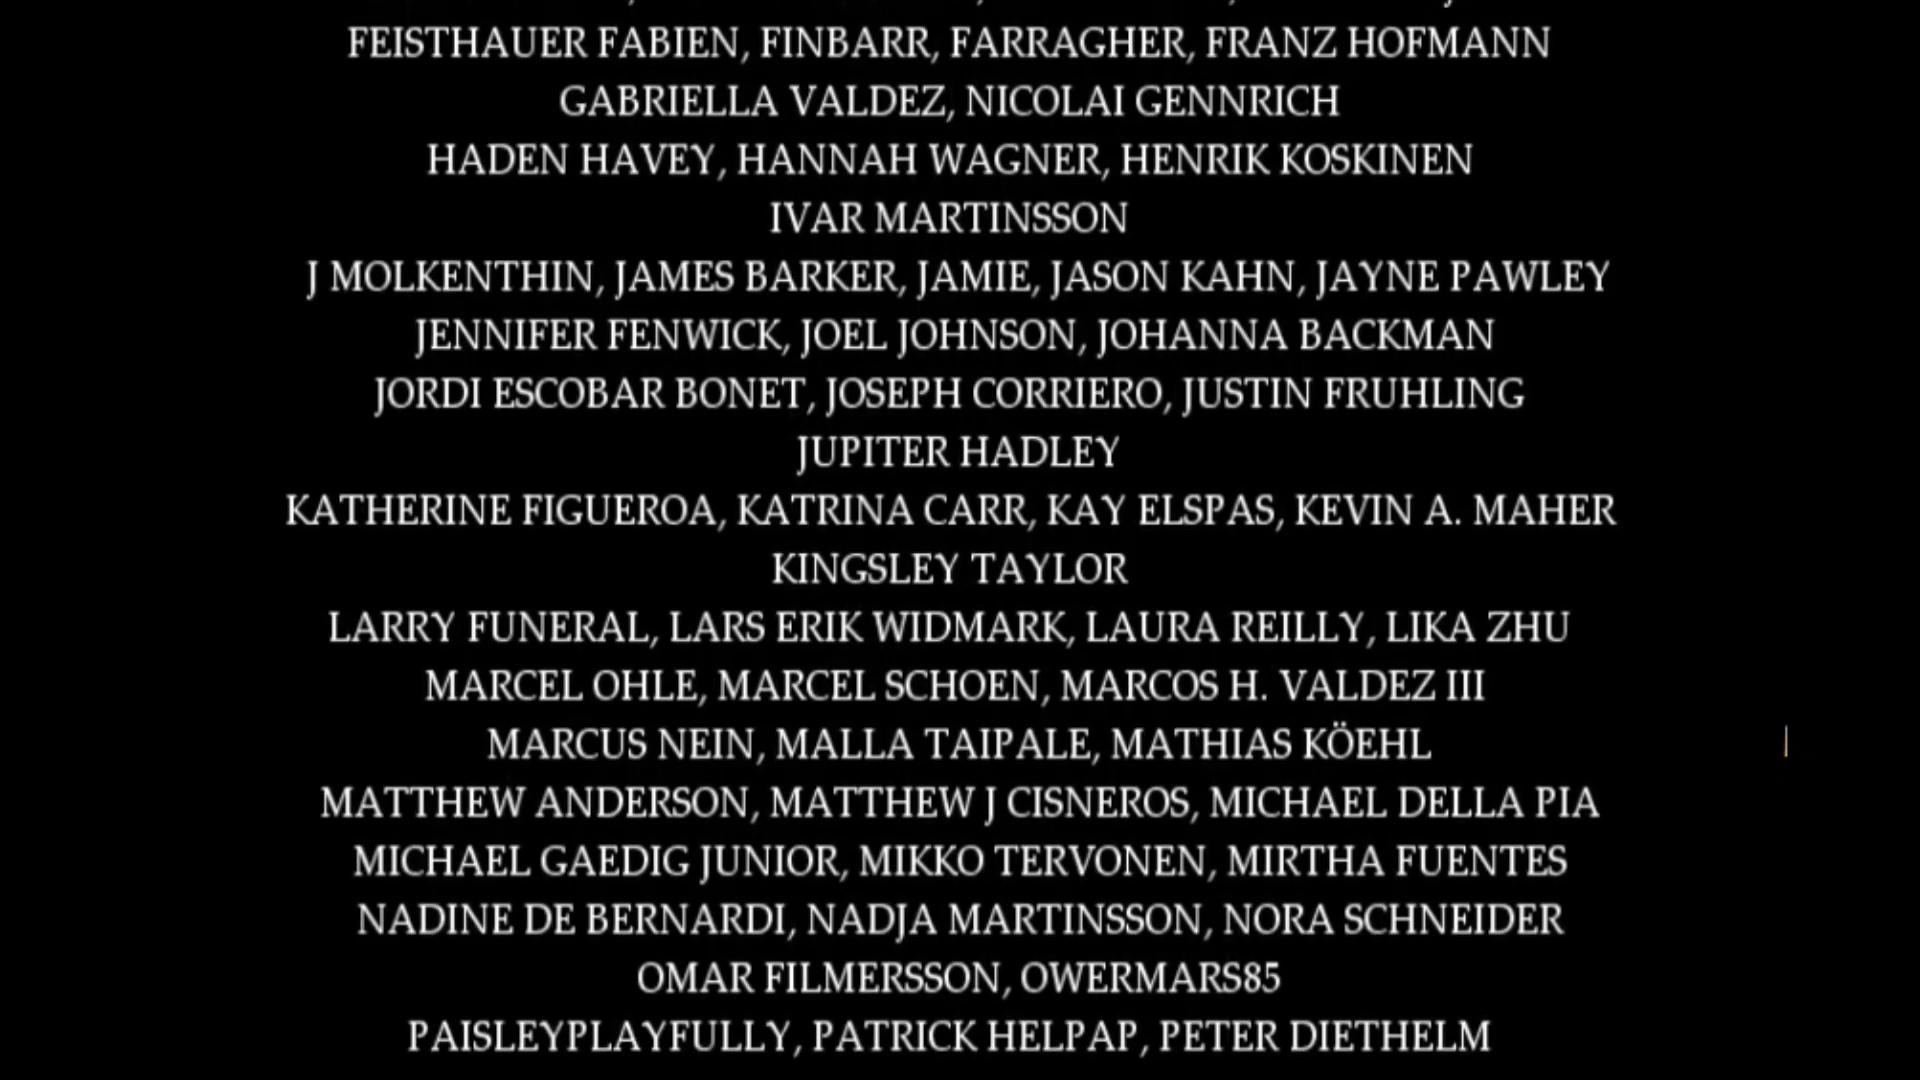 FEISTHAUER FABIEN, FINBARR, FARRAGHER, FRANZ HOFMANN
GABRIELLA VALDEZ, NICOLAI GENNRICH
HADEN HAVEY, HANNAH WAGNER, HENRIK KOSKINEN
IVAR MARTINSSON
J MOLKENTHIN, JAMES BARKER, JAMIE, JASON KAHN, JAYNE PAWLEY
JENNIFER FENWICK, JOEL JOHNSON, JOHANNA BACKMAN
JORDI ESCOBAR BONET, JOSEPH CORRIERO, JUSTIN FRUHLING
JUPITER HADLEY
KATHERINE FIGUEROA, KATRINA CARR, KAY ELSPAS, KEVIN A. MAHER
KINGSLEY TAYLOR
LARRY FUNERAL, LARS ERIK WIDMARK, LAURA REILLY, LIKA ZHU
MARCEL OHLE, MARCEL SCHOEN, MARCOS H. VALDEZ III
MARCUS NEIN, MALLA TAIPALE, MATHIAS KÖEHL
MATTHEW ANDERSON, MATTHEW J CISNEROS, MICHAEL DELLA PIA
MICHAEL GAEDIG JUNIOR, MIKKO TERVONEN, MIRTHA FUENTES
NADINE DE BERNARDI, NADJA MARTINSSON, NORA SCHNEIDER
OMAR FILMERSSON, OWERMARS85
PAISLEYPLAYFULLY, PATRICK HELPAP, PETER DIETHELM